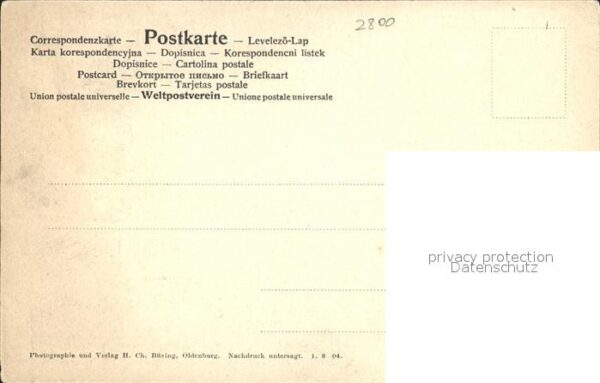 2800
Correspondenzkarte — Postkarte — Levelezõ-Lap
Karta korespondencyjna — Dopisnica — Korespondencni listek
Dopisnice — Cartolina postale
Postcard — Открытое письмо — Briefkaart
Brevkort — Tarjetas postale
Union postale universelle — Weltpostverein — Unione postale universale
privacy protection
Datenschutz
Photographie und Verlag H. Ch. Büsing, Oldenburg. Nachdruck untersagt. 1. 8 04.